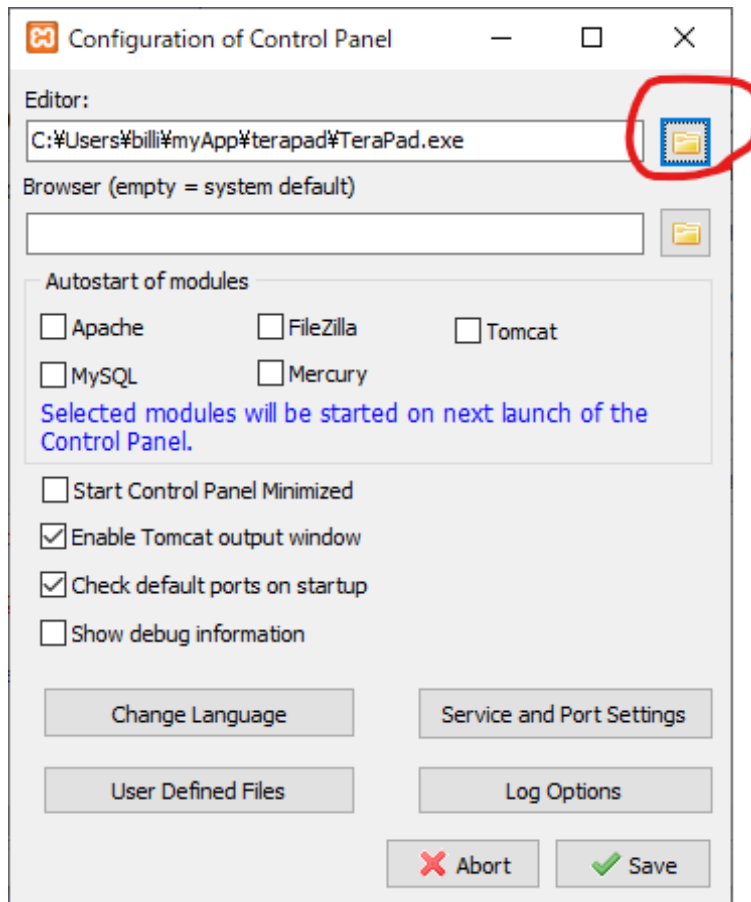 Configuration of Control Panel
Editor:
C:¥Users¥billi¥myApp¥terapad¥TeraPad.exe
Browser (empty = system default)
Autostart of modules
Apache
FileZilla
Tomcat
MySQL
Mercury
Selected modules will be started on next launch of the
Control Panel.
Start Control Panel Minimized
Enable Tomcat output window
Check default ports on startup
Show debug information
Change Language
Service and Port Settings
User Defined Files
Log Options
Abort
Save